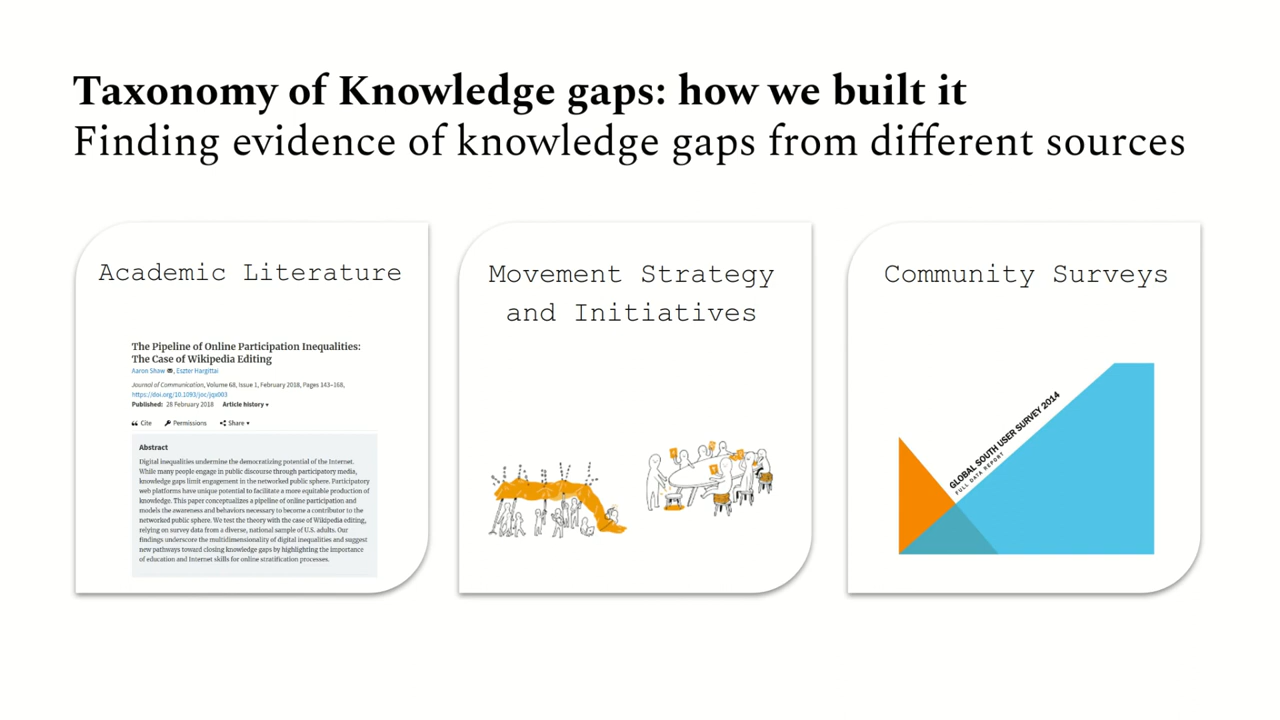 Taxonomy of Knowledge gaps: how we built it
Finding evidence of knowledge gaps from different sources
Academic Literature
The Pipeline of Online Participation Inequalities:
The Case of Wikipedia Editing
Aaron Shaw, Eszter Hargittai
Journal of Communication, Volume 68, Issue 1, February 2018, Pages 143–168,
https://doi.org/10.1093/joc/jqx003
Published: 28 February 2018 Article history
Cite Permissions Share
Abstract
Digital inequalities undermine the democratizing potential of the Internet.
While many people engage in public discourse through participatory media,
knowledge gaps limit engagement in the networked public sphere. Participatory
web platforms have unique potential to facilitate a more equitable production of
knowledge. This paper conceptualizes a pipeline of online participation and
models the awareness and behaviors necessary to become a contributor to the
networked public sphere. We test the theory with the case of Wikipedia editing,
relying on survey data from a diverse, national sample of U.S. adults. Our
findings underscore the multidimensionality of digital inequalities and suggest
new pathways toward closing knowledge gaps by highlighting the importance
of education and Internet skills for online stratification processes.
Movement Strategy
and Initiatives
Community Surveys
GLOBAL SOUTH USER SURVEY 2014
FULL DATA REPORT